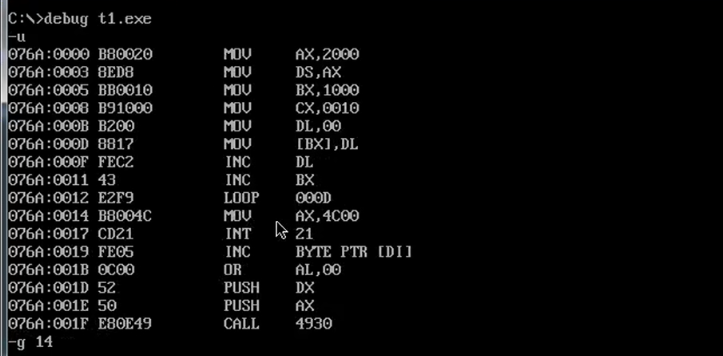 C:\>debug t1.exe
-u
076A:0000 B80020 MOV AX,2000
076A:0003 8ED8 MOV DS,AX
076A:0005 BB0010 MOV BX,1000
076A:0008 B91000 MOV CX,0010
076A:000B B200 MOV DL,00
076A:000D 8817 MOV [BX],DL
076A:000F FEC2 INC DL
076A:0011 43 INC BX
076A:0012 E2F9 LOOP 000D
076A:0014 B8004C MOV AX,4C00
076A:0017 CD21 INT 21
076A:0019 FE05 INC BYTE PTR [DI]
076A:001B 0C00 OR AL,00
076A:001D 52 PUSH DX
076A:001E 50 PUSH AX
076A:001F E80E49 CALL 4930
-g 14